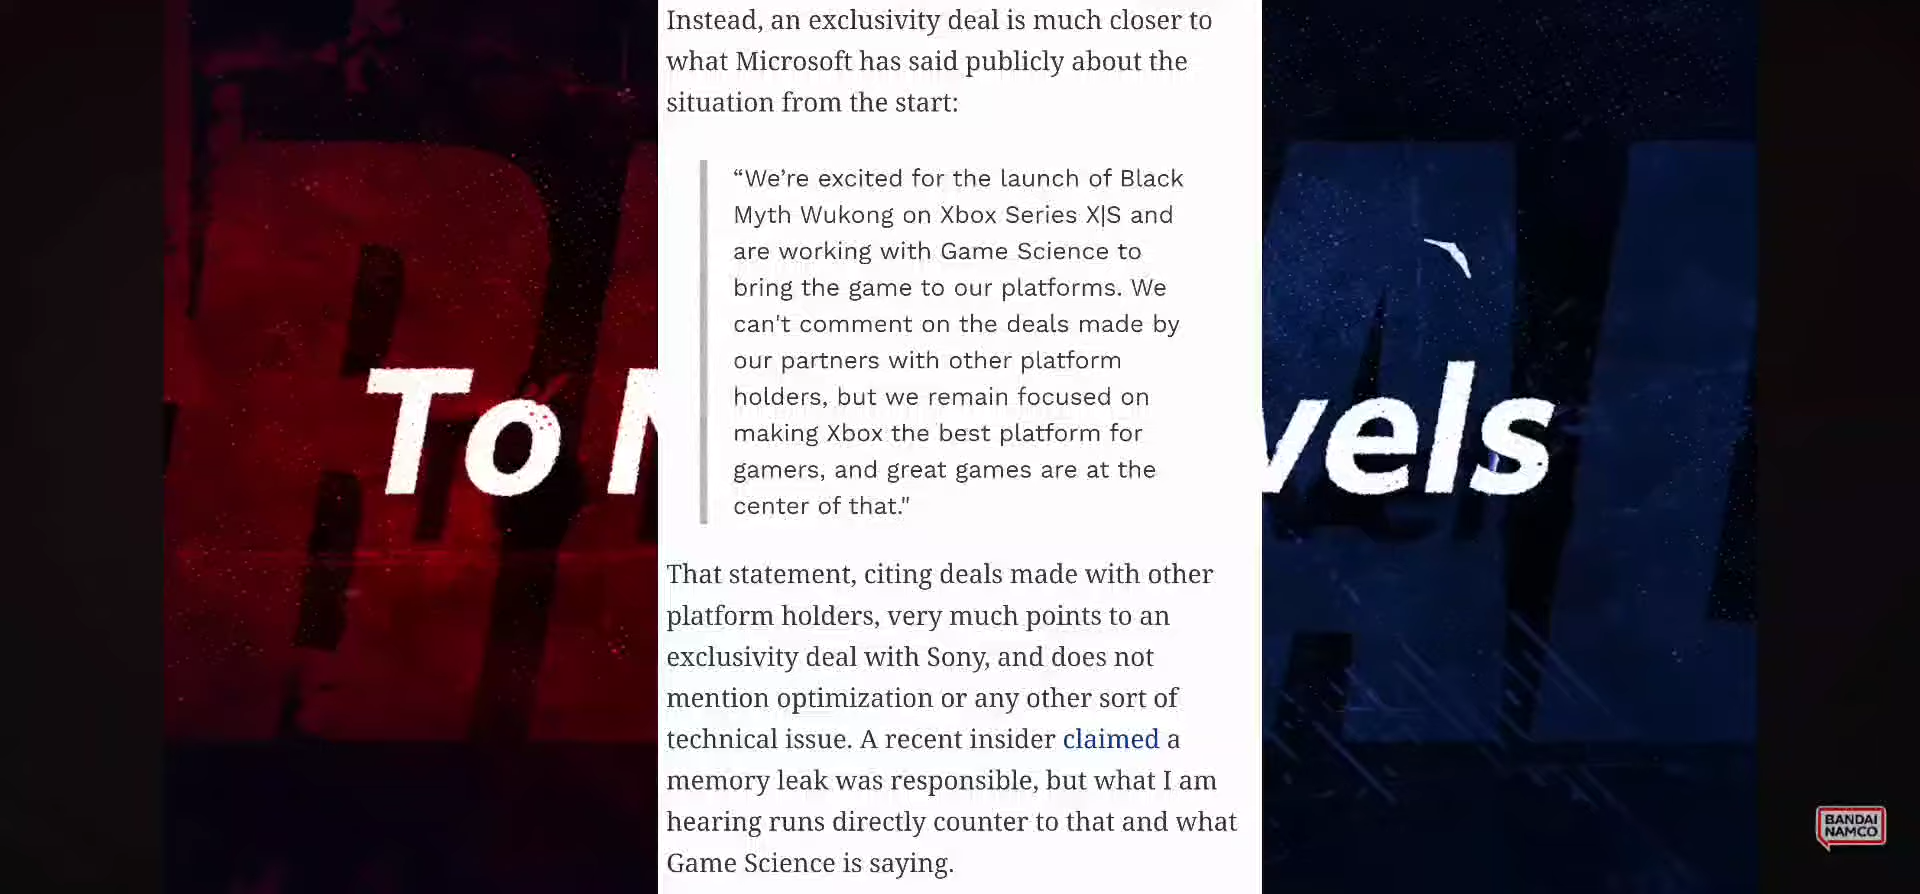 Instead, an exclusivity deal is much closer to
what Microsoft has said publicly about the
situation from the start:
“We’re excited for the launch of Black
Myth Wukong on Xbox Series X|S and
are working with Game Science to
bring the game to our platforms. We
can't comment on the deals made by
our partners with other platform
holders, but we remain focused on
making Xbox the best platform for
gamers, and great games are at the
center of that."
That statement, citing deals made with other
platform holders, very much points to an
exclusivity deal with Sony, and does not
mention optimization or any other sort of
technical issue. A recent insider claimed a
memory leak was responsible, but what I am
hearing runs directly counter to that and what
Game Science is saying.
To
BANDAI
NAMCO